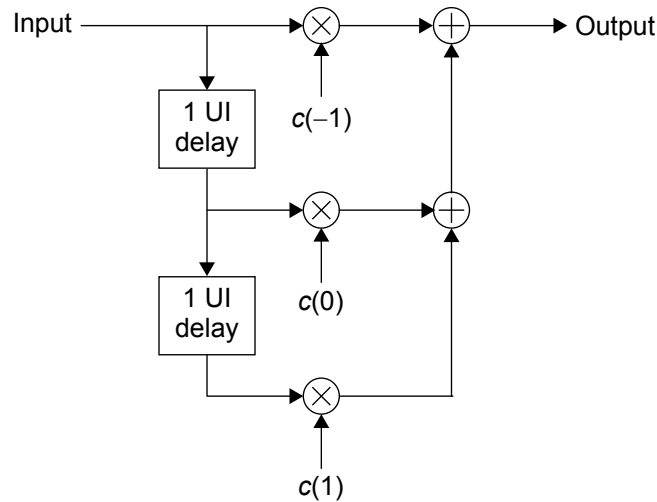 Input
Output
1 UI
delay
c(−1)
1 UI
delay
c(0)
c(1)